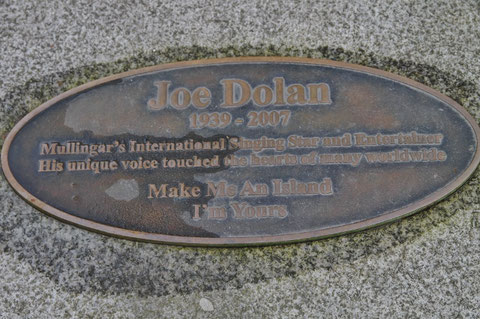 Joe Dolan
1939 - 2007
Mullingar's International Singing Star and Entertainer
His unique voice touched the hearts of many worldwide
Make Me An Island
I'm Yours